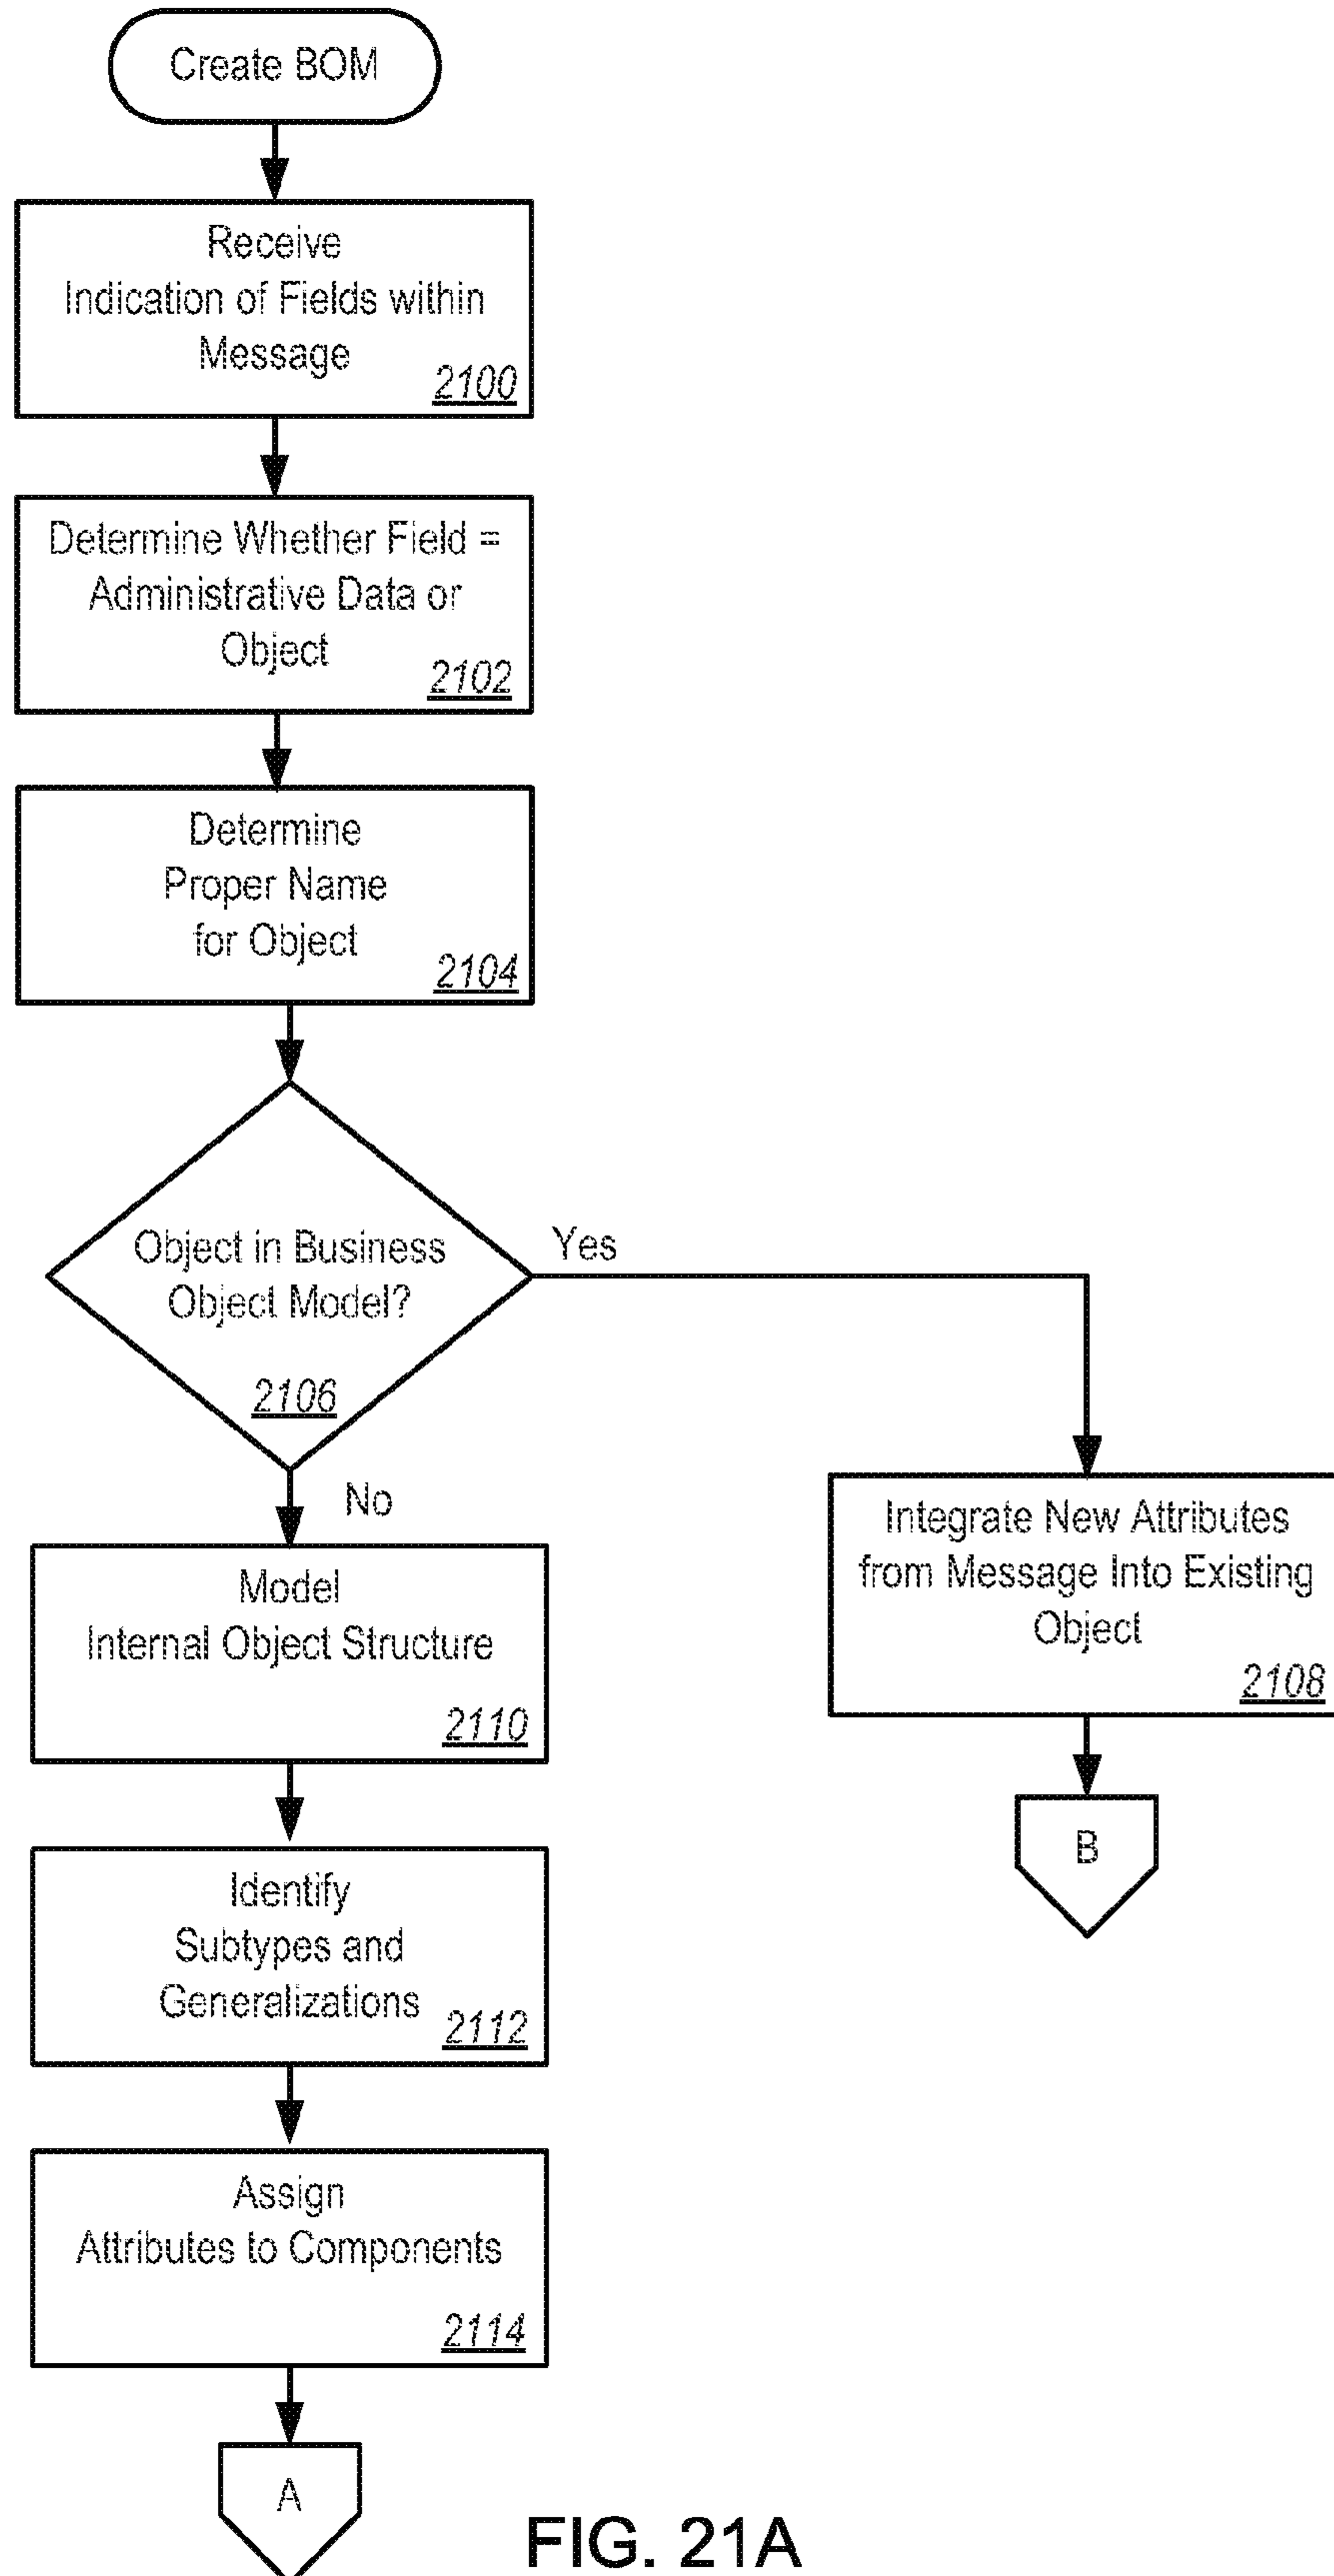 Create BOM
Receive
Indication of Fields within
Message
2100
Determine Whether Field =
Administrative Data or
Object
2102
Determine
Proper Name
for Object
2104
Object in Business
Object Model?
2106
Yes
No
Integrate New Attributes
from Message Into Existing
Object
2108
B
Model
Internal Object Structure
2110
Identify
Subtypes and
Generalizations
2112
Assign
Attributes to Components
2114
A
FIG. 21A